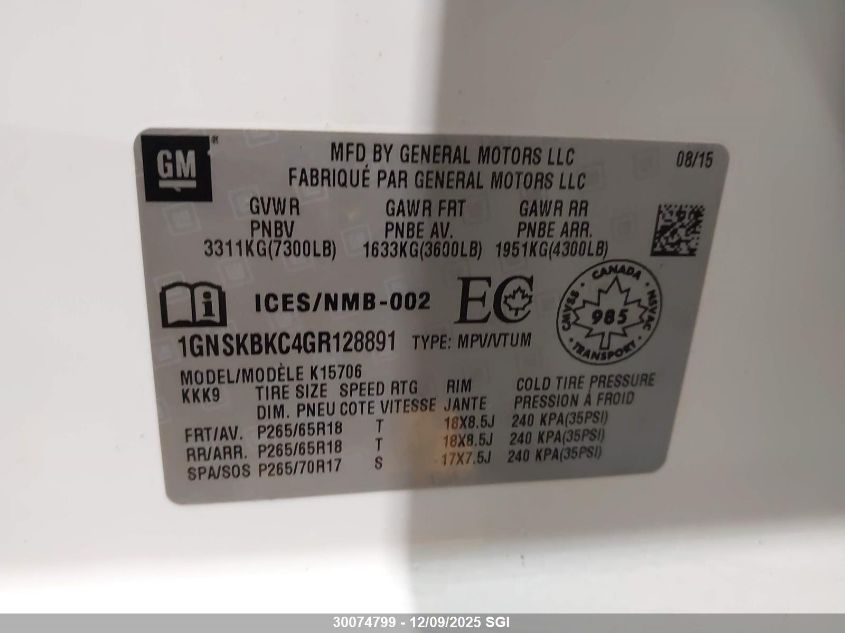 GM
MFD BY GENERAL MOTORS LLC
08/15
FABRIQUÉ PAR GENERAL MOTORS LLC
GVWR GAWR FRT GAWR RR
PNBV PNBE AV. PNBE ARR.
3311KG(7300LB) 1633KG(3600LB) 1951KG(4300LB)
i ICES/NMB-002 EC
CANADA
CMVSS 985 NSVAC
TRANSPORT
1GNSKBKC4GR128891 TYPE: MPV/VTUM
MODEL/MODÈLE K15706
KKK9 TIRE SIZE SPEED RTG RIM COLD TIRE PRESSURE
DIM. PNEU COTE VITESSE JANTE PRESSION À FROID
FRT/AV. P265/65R18 T 18X8.5J 240 KPA(35PSI)
RR/ARR. P265/65R18 T 18X8.5J 240 KPA(35PSI)
SPA/SOS P265/70R17 S 17X7.5J 240 KPA(35PSI)
30074799 - 12/09/2025 SGI